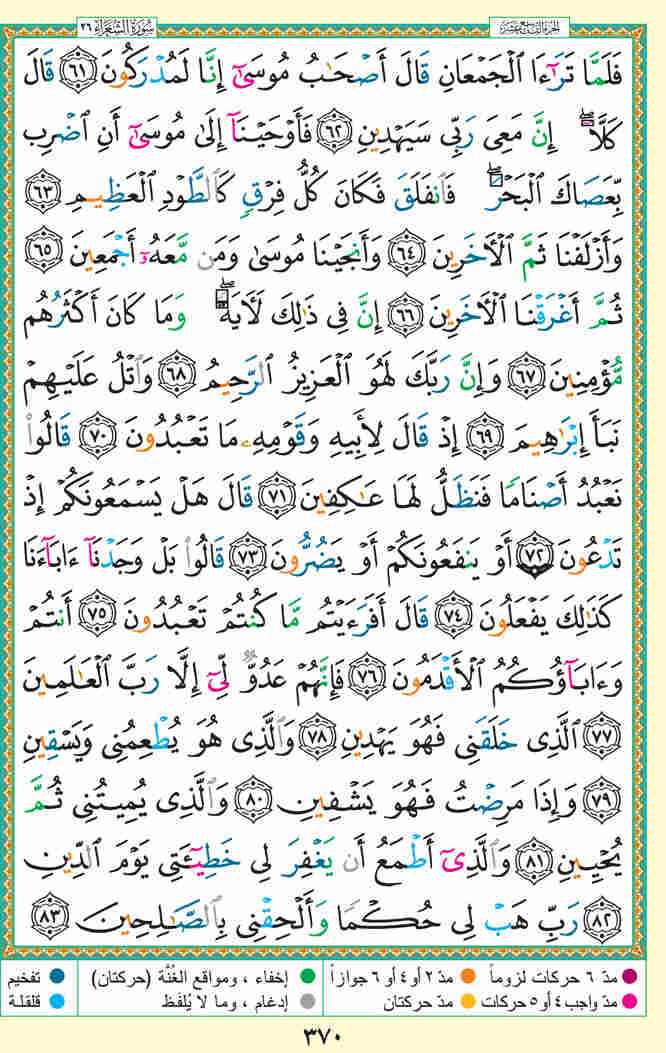 الجزء التاسع عشر
سُورَةُ الشُّعَرَاءِ ٢٦
فَلَمَّا تَرَٰٓءَا ٱلْجَمْعَانِ قَالَ أَصْحَٰبُ مُوسَىٰٓ إِنَّا لَمُدْرَكُونَ ٦١ قَالَ
كَلَّآ ۖ إِنَّ مَعِىَ رَبِّى سَيَهْدِينِ ٦٢ فَأَوْحَيْنَآ إِلَىٰ مُوسَىٰٓ أَنِ ٱضْرِب
بِّعَصَاكَ ٱلْبَحْرَ ۖ فَٱنفَلَقَ فَكَانَ كُلُّ فِرْقٍ كَٱلطَّوْدِ ٱلْعَظِيمِ ٦٣
وَأَزْلَفْنَا ثَمَّ ٱلْأَخَرِينَ ٦٤ وَأَنجَيْنَا مُوسَىٰ وَمَن مَّعَهُۥٓ أَجْمَعِينَ ٦٥
ثُمَّ أَغْرَقْنَا ٱلْأَخَرِينَ ٦٦ إِنَّ فِى ذَٰلِكَ لَأَيَةً ۖ وَمَا كَانَ أَكْثَرُهُم
مُّؤْمِنِينَ ٦٧ وَإِنَّ رَبَّكَ لَهُوَ ٱلْعَزِيزُ ٱلرَّحِيمُ ٦٨ وَٱتْلُ عَلَيْهِمْ
نَبَأَ إِبْرَٰهِيمَ ٦٩ إِذْ قَالَ لِأَبِيهِ وَقَوْمِهِۦ مَا تَعْبُدُونَ ٧٠ قَالُوا۟
نَعْبُدُ أَصْنَامًا فَنَظَلُّ لَهَا عَٰكِفِينَ ٧١ قَالَ هَلْ يَسْمَعُونَكُمْ إِذْ
تَدْعُونَ ٧٢ أَوْ يَنفَعُونَكُمْ أَوْ يَضُرُّونَ ٧٣ قَالُوا۟ بَلْ وَجَدْنَآ ءَابَآءَنَا
كَذَٰلِكَ يَفْعَلُونَ ٧٤ قَالَ أَفَرَءَيْتُم مَّا كُنتُمْ تَعْبُدُونَ ٧٥ أَنتُمْ
وَءَابَآؤُكُمُ ٱلْأَقْدَمُونَ ٧٦ فَإِنَّهُمْ عَدُوٌّ لِّىٓ إِلَّا رَبَّ ٱلْعَٰلَمِينَ
٧٧ ٱلَّذِى خَلَقَنِى فَهُوَ يَهْدِينِ ٧٨ وَٱلَّذِى هُوَ يُطْعِمُنِى وَيَسْقِينِ
٧٩ وَإِذَا مَرِضْتُ فَهُوَ يَشْفِينِ ٨٠ وَٱلَّذِى يُمِيتُنِى ثُمَّ
يُحْيِينِ ٨١ وَٱلَّذِىٓ أَطْمَعُ أَن يَغْفِرَ لِى خَطِيٓـَٔتِى يَوْمَ ٱلدِّينِ
٨٢ رَبِّ هَبْ لِى حُكْمًا وَأَلْحِقْنِى بِٱلصَّٰلِحِينَ ٨٣
مدّ ٦ حركات لزوماً مدّ ٢ أو ٤ أو ٦ جوازاً إخفاء ، ومواقع الغُنَّة (حركتان) تفخيم
مدّ واجب ٤ أو ٥ حركات مدّ حركتان إدغام ، وما لا يُلفَظ قلقلة
٣٧٠